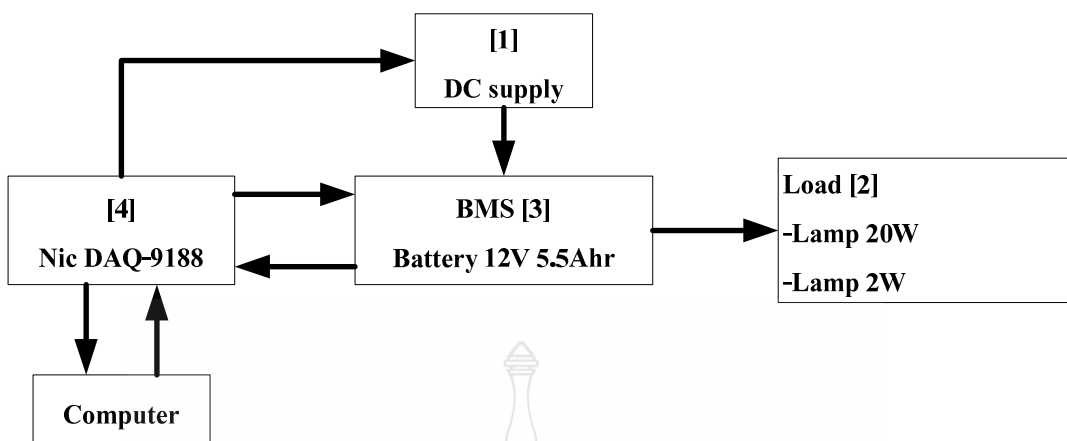 [1]
DC supply
[4]
Nic DAQ-9188
BMS [3]
Battery 12V 5.5Ahr
Load [2]
-Lamp 20W
-Lamp 2W
Computer